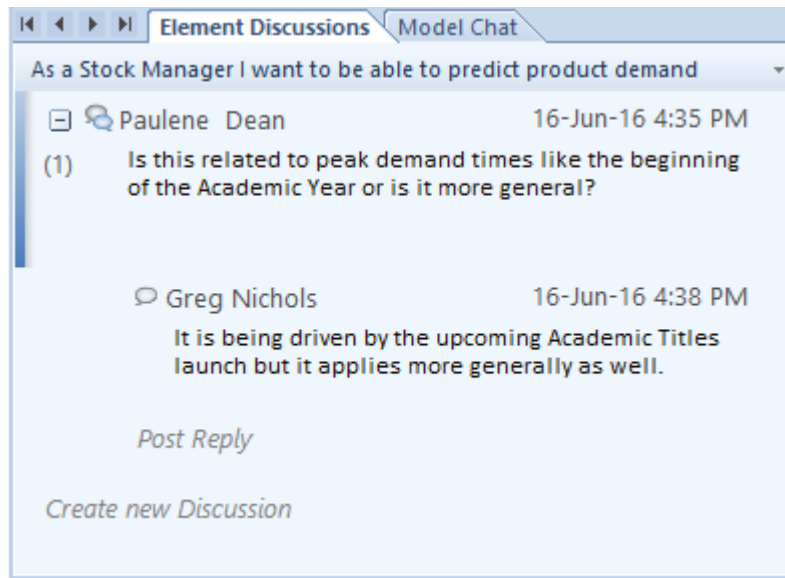 Element Discussions Model Chat
As a Stock Manager I want to be able to predict product demand
Paulene Dean 16-Jun-16 4:35 PM
(1) Is this related to peak demand times like the beginning
of the Academic Year or is it more general?
Greg Nichols 16-Jun-16 4:38 PM
It is being driven by the upcoming Academic Titles
launch but it applies more generally as well.
Post Reply
Create new Discussion